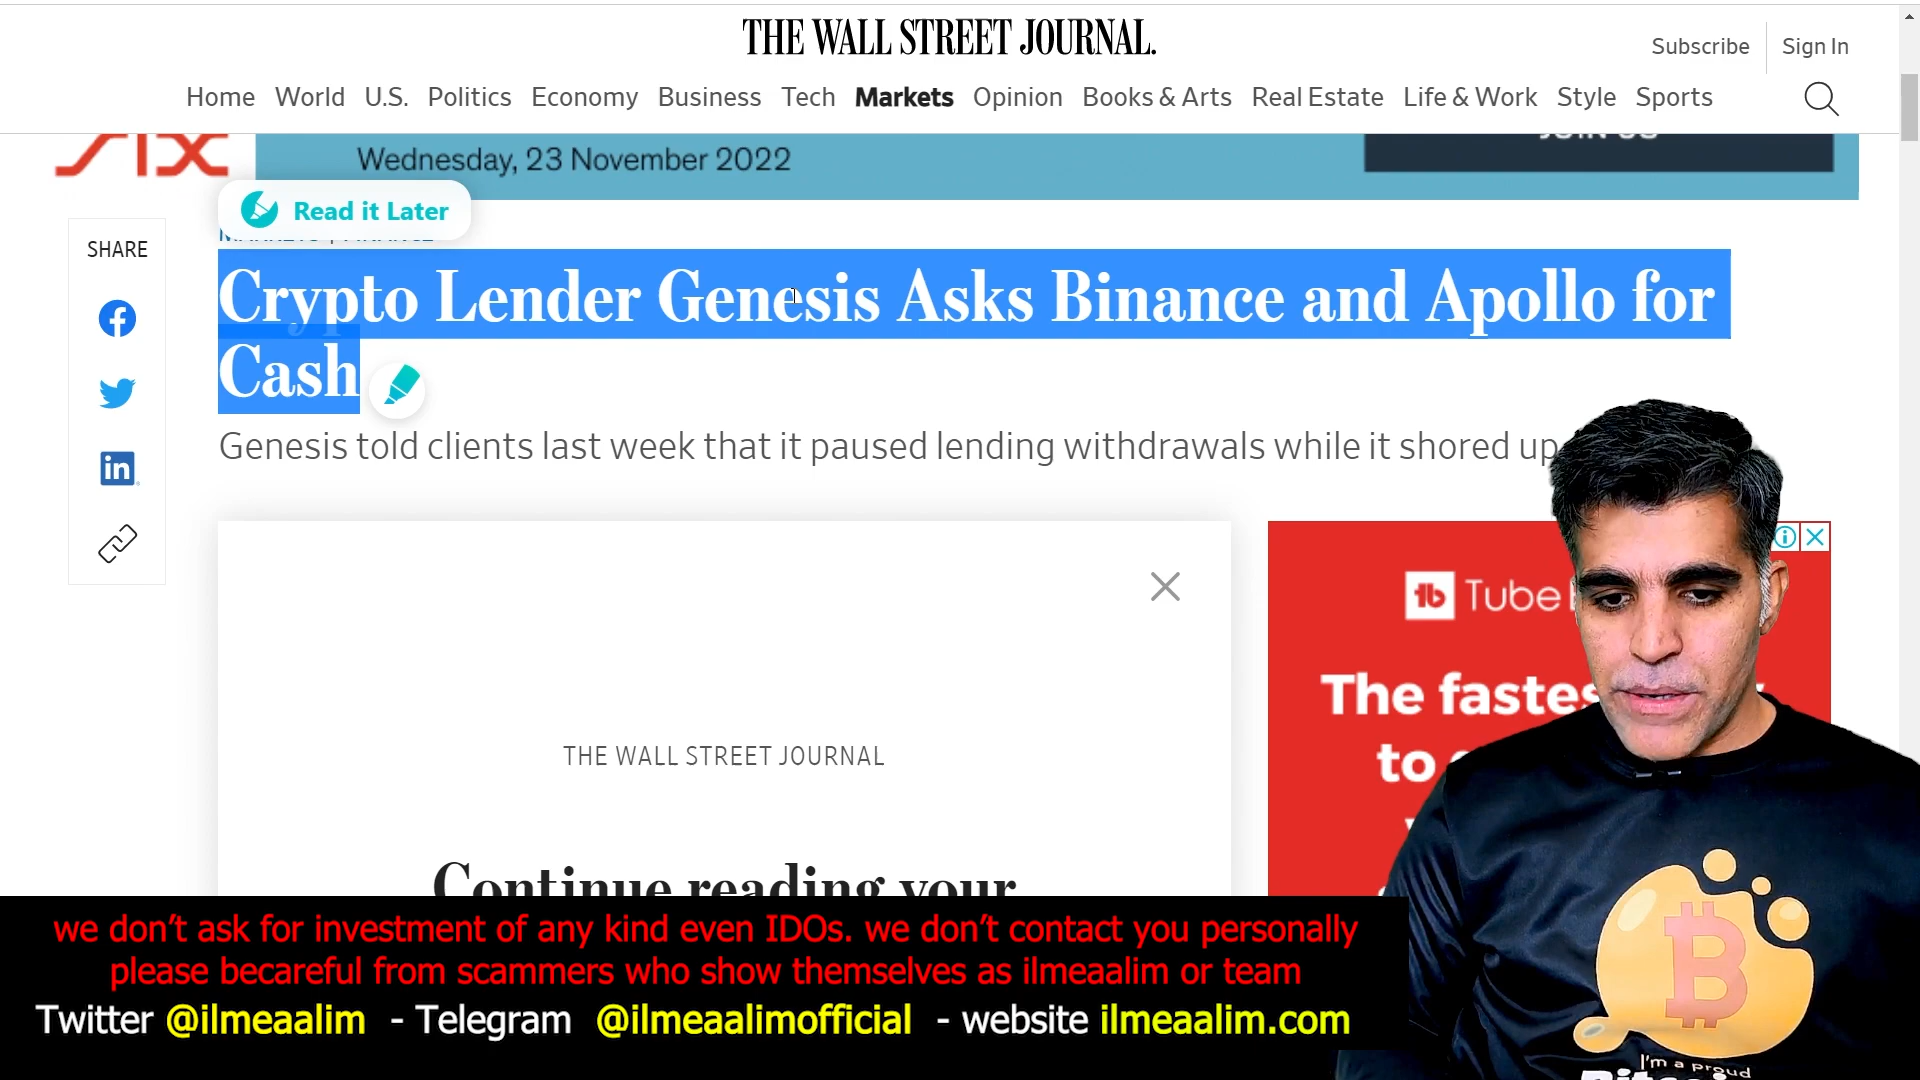 THE WALL STREET JOURNAL.
Subscribe
Sign In
Home World U.S. Politics Economy Business Tech Markets Opinion Books & Arts Real Estate Life & Work Style Sports
SIX
Wednesday, 23 November 2022
JOIN US
Read it Later
SHARE
Crypto Lender Genesis Asks Binance and Apollo for
Cash
Genesis told clients last week that it paused lending withdrawals while it shored up
THE WALL STREET JOURNAL
Continue reading your
Tube
The
to
we don't ask for investment of any kind even IDOs. we don't contact you personally
please becareful from scammers who show themselves as ilmeaalim or team
Twitter @ilmeaalim - Telegram @ilmeaalimofficial - website ilmeaalim.com
I'm a proud